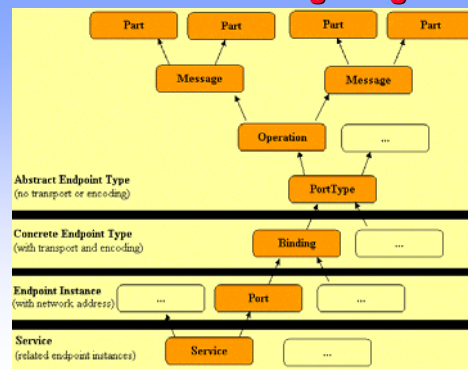 Part
Part
Part
Part
Message
Message
Operation
...
Abstract Endpoint Type
(no transport or encoding)
PortType
Concrete Endpoint Type
(with transport and encoding)
Binding
...
Endpoint Instance
(with network address)
...
Port
...
Service
(related endpoint instances)
Service
...